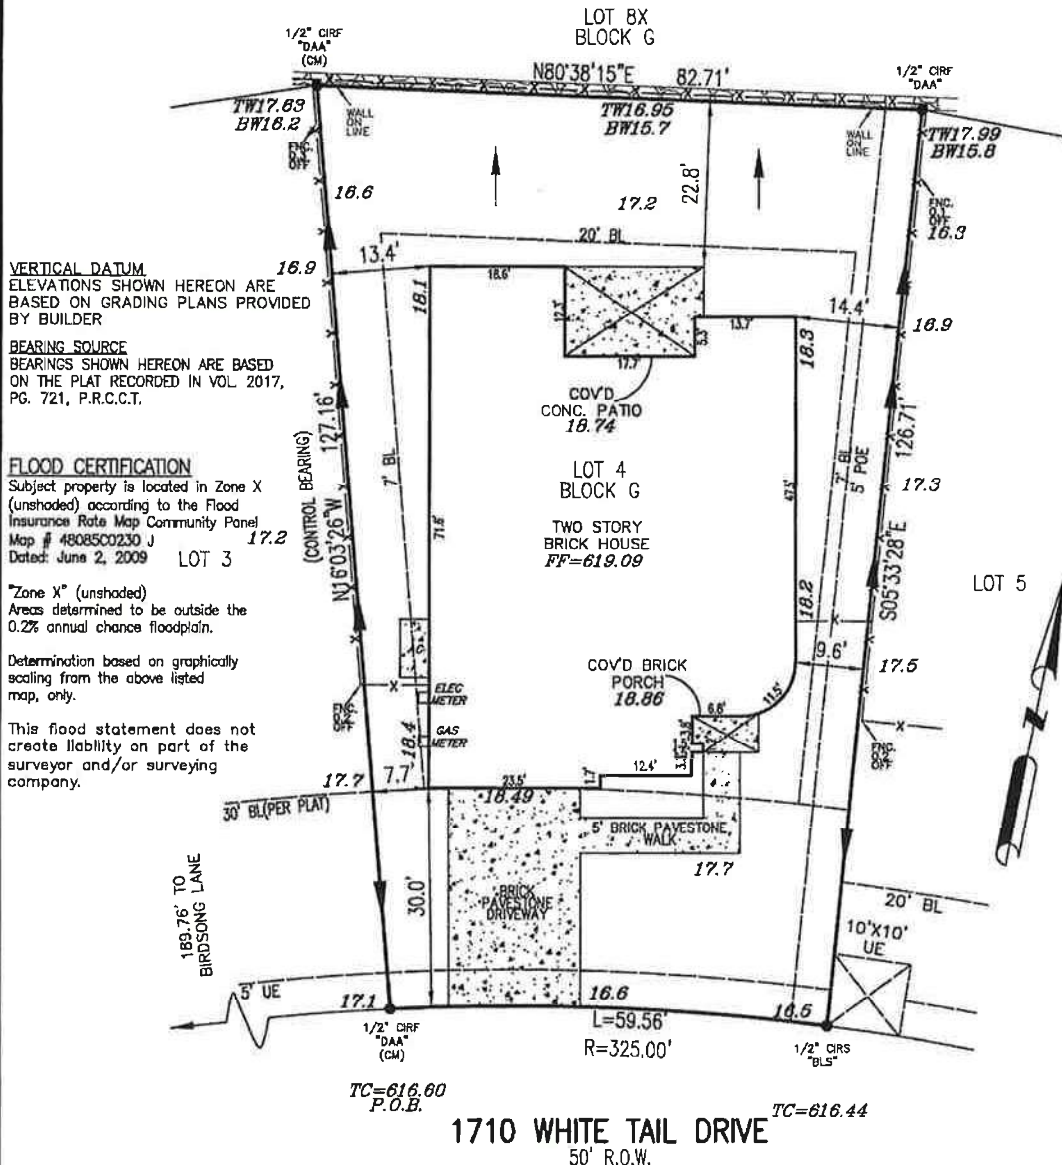 LOT 8X
BLOCK G
1/2" CIRF
"DAA"
(CM)
N80°38'15"E 82.71'
1/2" CIRF
"DAA"
TW17.63
BW16.2
WALL
ON
LINE
TW16.95
BW15.7
WALL
ON
LINE
TW17.99
BW15.8
FNC.
0.3'
OFF
16.6
22.8'
17.2
FNC.
0.1'
OFF
16.3
20' BL
13.4'
VERTICAL DATUM
ELEVATIONS SHOWN HEREON ARE
BASED ON GRADING PLANS PROVIDED
BY BUILDER
16.9
18.6'
18.1
12.3'
17.7'
5.3'
13.7'
14.4'
18.3
16.9
BEARING SOURCE
BEARINGS SHOWN HEREON ARE BASED
ON THE PLAT RECORDED IN VOL. 2017,
PG. 721, P.R.C.C.T.
COV'D
CONC. PATIO
18.74
N16°03'26"W 127.16'
(CONTROL BEARING)
7' BL
71.6'
47.5'
7' BL
5' POE
S05°33'28"E 126.71'
LOT 4
BLOCK G
TWO STORY
BRICK HOUSE
FF=619.09
17.3
FLOOD CERTIFICATION
Subject property is located in Zone X
(unshaded) according to the Flood
Insurance Rate Map Community Panel
Map # 48085C0230 J
Dated: June 2, 2009
17.2
LOT 3
LOT 5
"Zone X" (unshaded)
Areas determined to be outside the
0.2% annual chance floodplain.
Determination based on graphically
scaling from the above listed
map, only.
This flood statement does not
create liability on part of the
surveyor and/or surveying
company.
18.2
9.6'
17.5
COV'D BRICK
PORCH
18.86
ELEC
METER
GAS
METER
18.4
6.8'
11.5'
FNC.
0.2'
OFF
12.4'
1.7'
23.5'
18.49
17.7
7.7'
30' BL(PER PLAT)
5' BRICK PAVESTONE
WALK
17.7
30.0'
BRICK
PAVESTONE
DRIVEWAY
189.76' TO
BIRDSONG LANE
20' BL
10'X10'
UE
5' UE
17.1
16.6
16.5
L=59.56'
R=325.00'
1/2" CIRF
"DAA"
(CM)
1/2" CIRS
"BLS"
TC=616.60
P.O.B.
TC=616.44
1710 WHITE TAIL DRIVE
50' R.O.W.
N